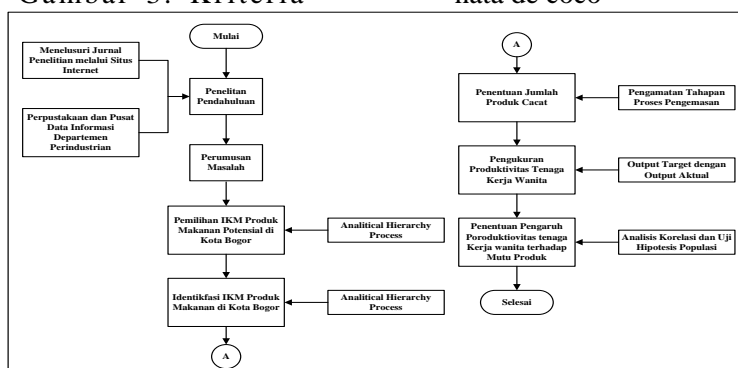 Gambar 3. Kriteria
nata de coco
Mulai
Menelusuri Jurnal
Penelitian melalui Situs
Internet
Perpustakaan dan Pusat
Data Informasi
Departemen
Perindustrian
Penelitan
Pendahuluan
Perumusan
Masalah
Pemilihan IKM Produk
Makanan Potensial di
Kota Bogor
Analitical Hierarchy
Process
Identikfasi IKM Produk
Makanan di Kota Bogor
Analitical Hierarchy
Process
A
A
Penentuan Jumlah
Produk Cacat
Pengamatan Tahapan
Proses Pengemasan
Pengukuran
Produktivitas Tenaga
Kerja Wanita
Output Target dengan
Output Aktual
Penentuan Pengaruh
Poroduktiovitas tenaga
Kerja wanita terhadap
Mutu Produk
Analisis Korelasi dan Uji
Hipotesis Populasi
Selesai